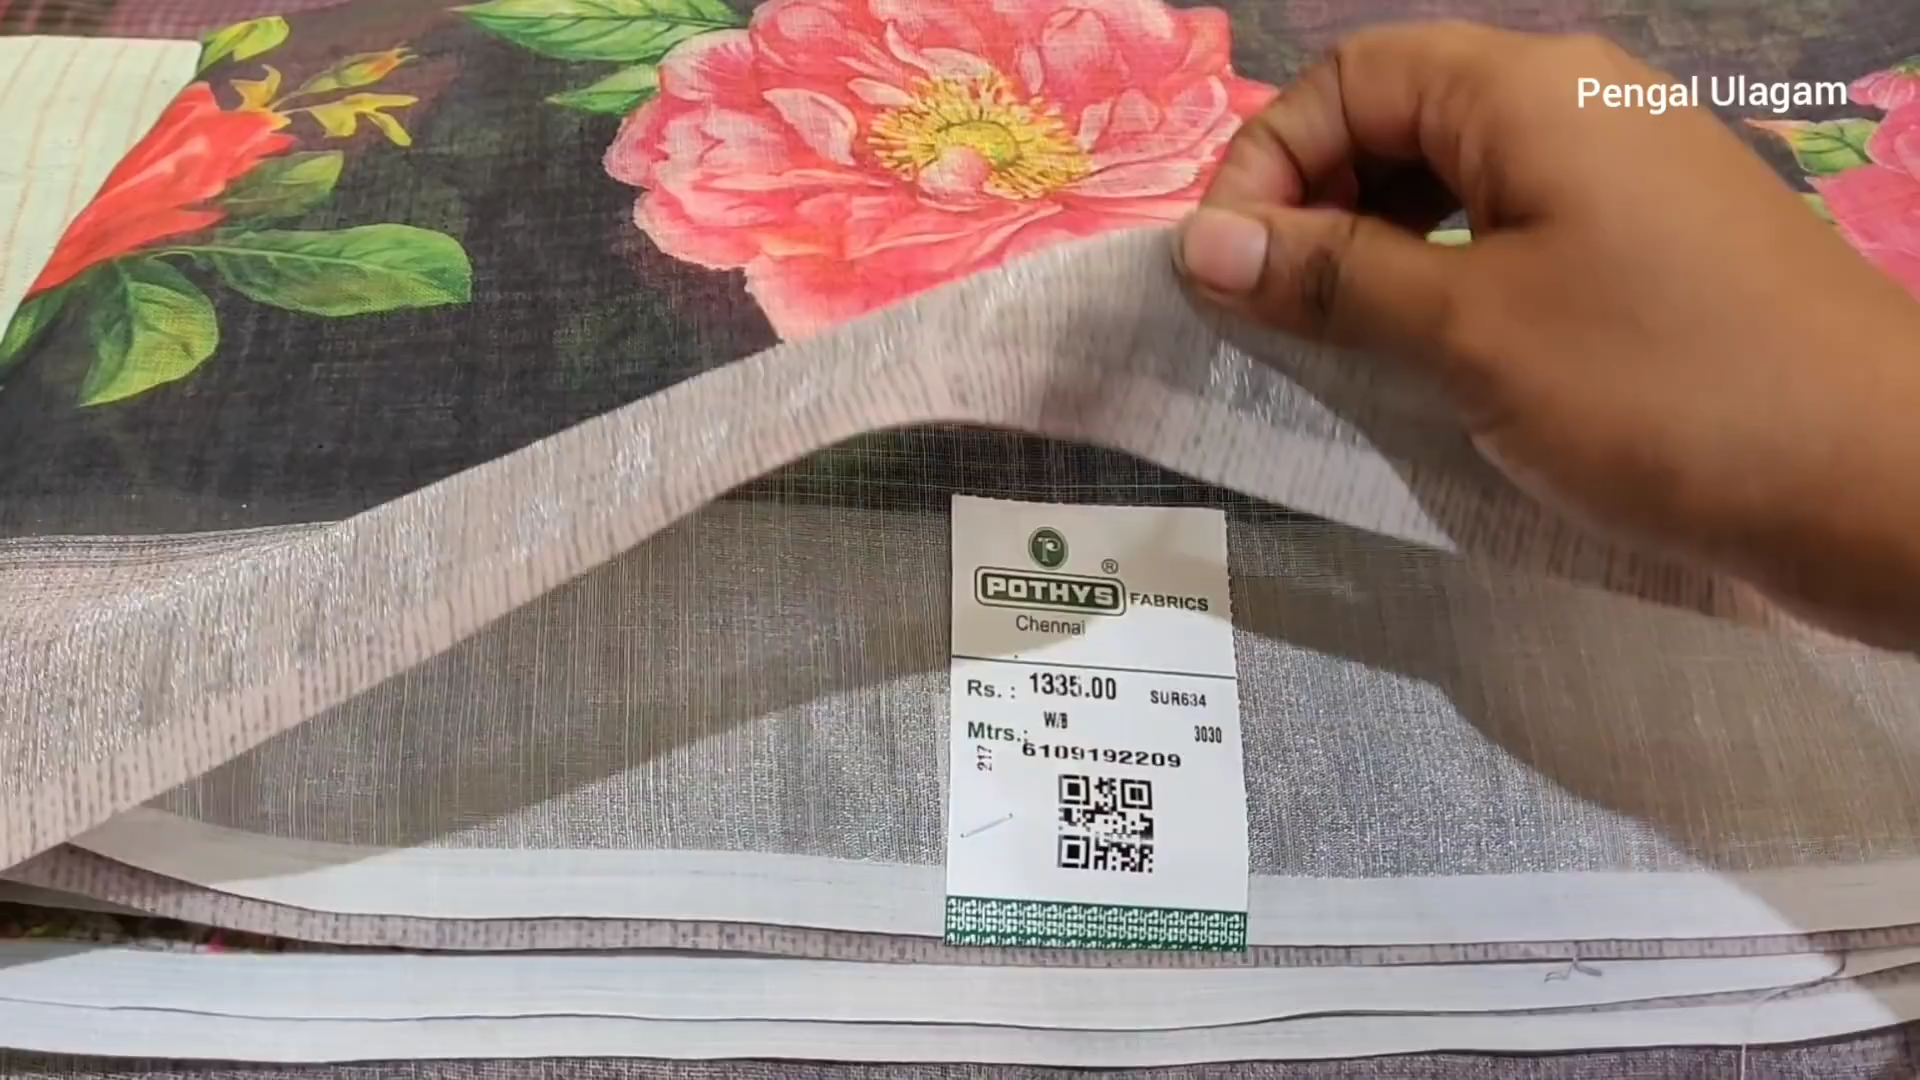 Pengal Ulagam
®
POTHYS FABRICS
Chennai
Rs. : 1335.00 SUR634
W/B
Mtrs.: 3030
6109192209
217